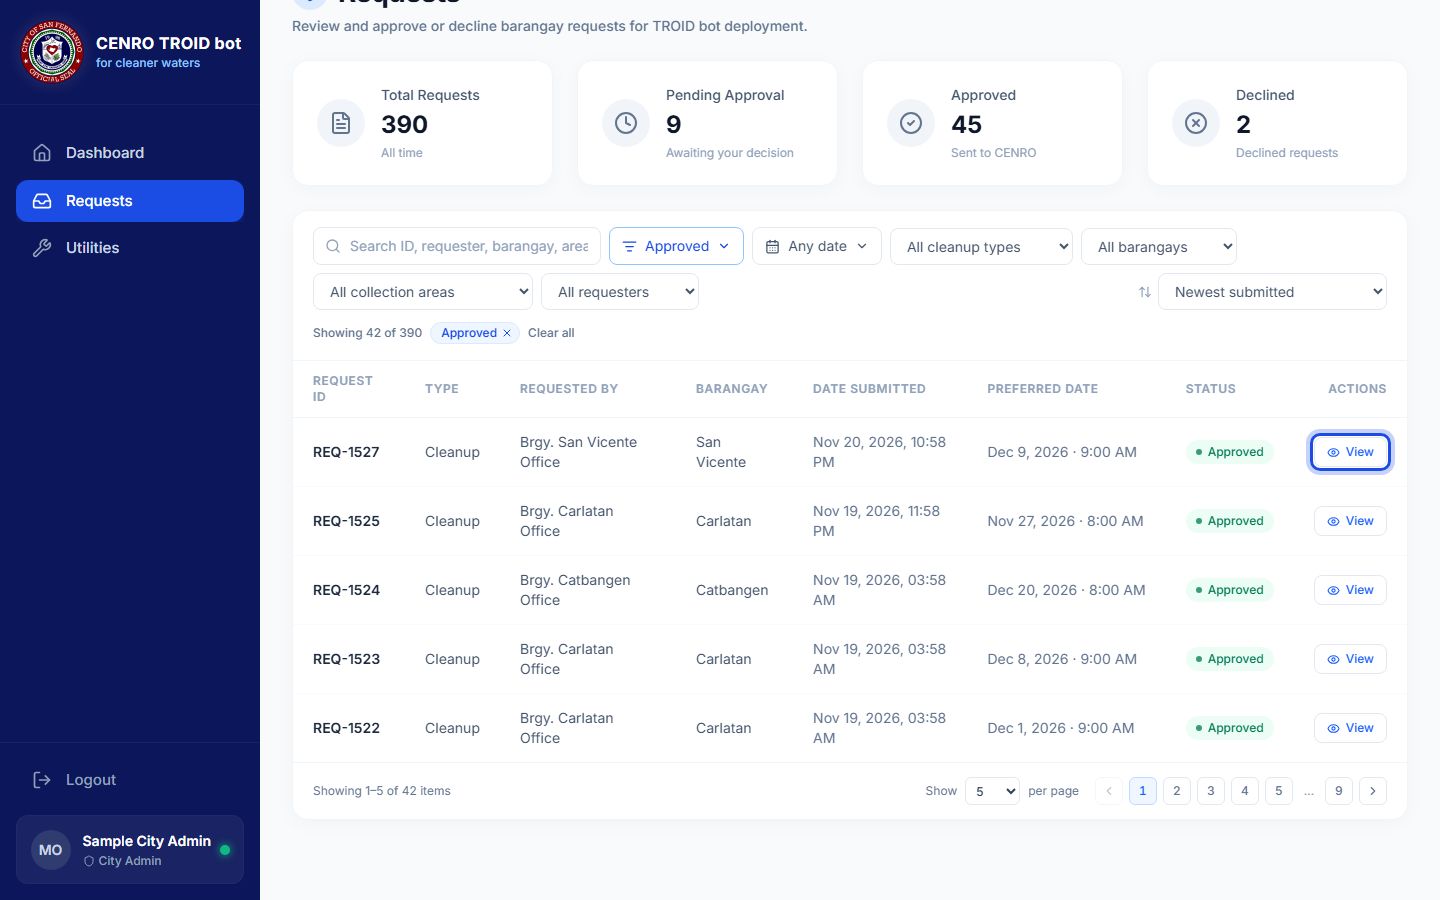 CITY OF SAN FERNANDO
OFFICIAL SEAL
CENRO TROID bot
for cleaner waters
Dashboard
Requests
Utilities
Logout
MO
Sample City Admin
City Admin
Review and approve or decline barangay requests for TROID bot deployment.
Total Requests
390
All time
Pending Approval
9
Awaiting your decision
Approved
45
Sent to CENRO
Declined
2
Declined requests
Search ID, requester, barangay, area
Approved
Any date
All cleanup types
All barangays
All collection areas
All requesters
Newest submitted
Showing 42 of 390
Approved ×
Clear all
REQUEST
ID
TYPE
REQUESTED BY
BARANGAY
DATE SUBMITTED
PREFERRED DATE
STATUS
ACTIONS
REQ-1527
Cleanup
Brgy. San Vicente
Office
San
Vicente
Nov 20, 2026, 10:58
PM
Dec 9, 2026 · 9:00 AM
Approved
View
REQ-1525
Cleanup
Brgy. Carlatan
Office
Carlatan
Nov 19, 2026, 11:58
PM
Nov 27, 2026 · 8:00 AM
Approved
View
REQ-1524
Cleanup
Brgy. Catbangen
Office
Catbangen
Nov 19, 2026, 03:58
AM
Dec 20, 2026 · 8:00 AM
Approved
View
REQ-1523
Cleanup
Brgy. Carlatan
Office
Carlatan
Nov 19, 2026, 03:58
AM
Dec 8, 2026 · 9:00 AM
Approved
View
REQ-1522
Cleanup
Brgy. Carlatan
Office
Carlatan
Nov 19, 2026, 03:58
AM
Dec 1, 2026 · 9:00 AM
Approved
View
Showing 1–5 of 42 items
Show 5 per page
1 2 3 4 5 … 9